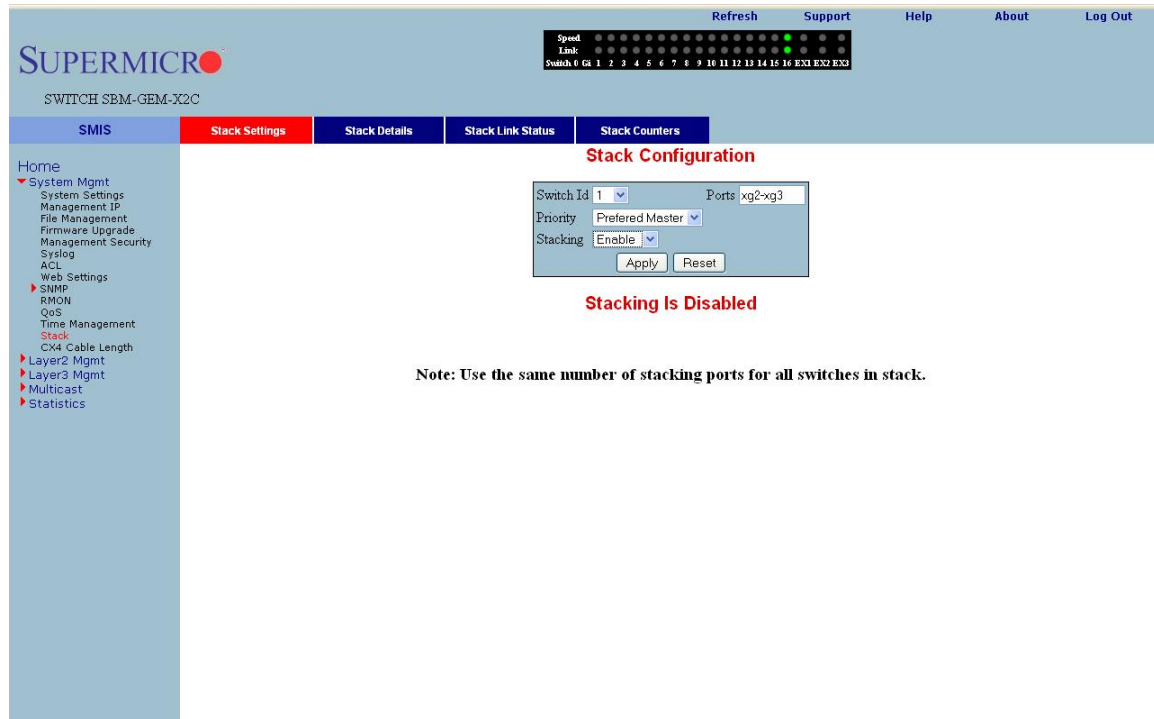 Refresh Support Help About Log Out
Speed
Link
Switch 0 Gi 1 2 3 4 5 6 7 8 9 10 11 12 13 14 15 16 EX1 EX2 EX3
SUPERMICRO
SWITCH SBM-GEM-X2C
SMIS Stack Settings Stack Details Stack Link Status Stack Counters
Stack Configuration
Switch Id 1 Ports xg2-xg3
Priority Prefered Master
Stacking Enable
Apply Reset
Stacking Is Disabled
Note: Use the same number of stacking ports for all switches in stack.
Home
System Mgmt
System Settings
Management IP
File Management
Firmware Upgrade
Management Security
Syslog
ACL
Web Settings
SNMP
RMON
QoS
Time Management
Stack
CX4 Cable Length
Layer2 Mgmt
Layer3 Mgmt
Multicast
Statistics